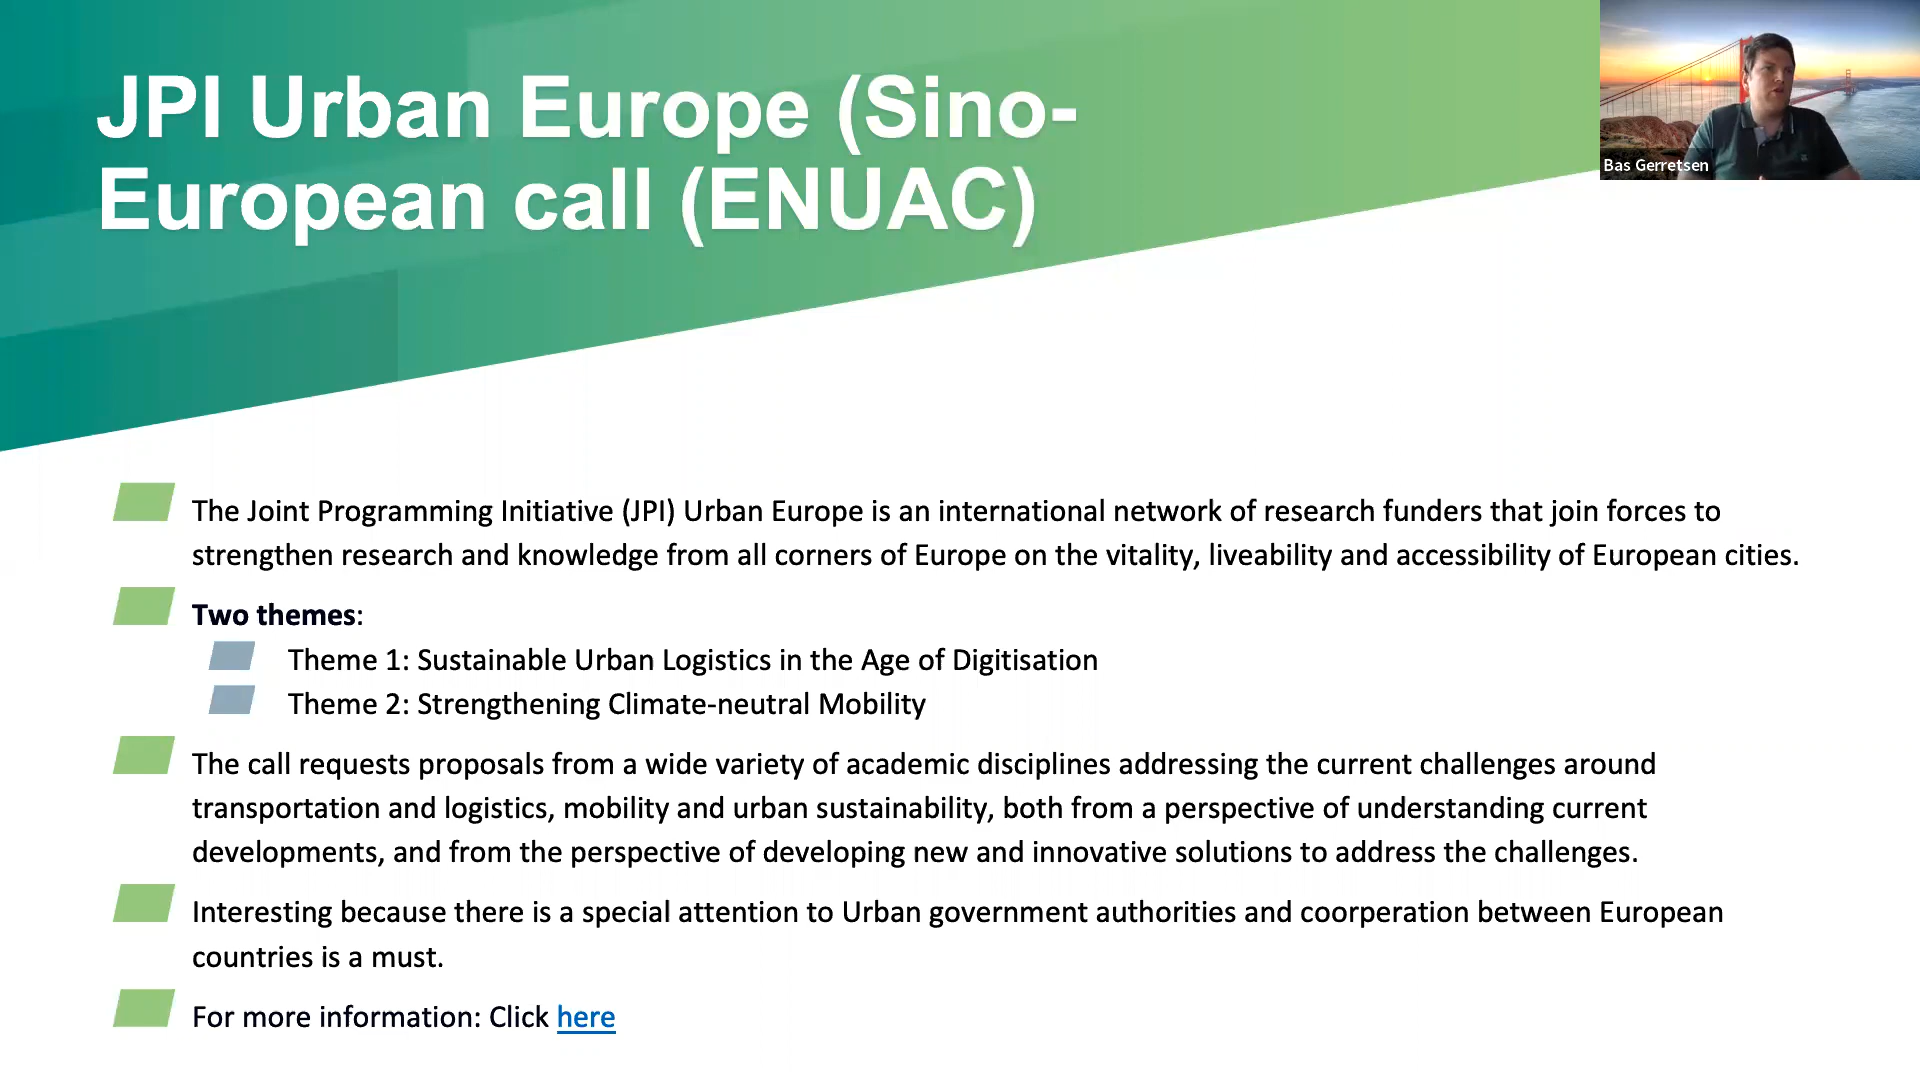 JPI Urban Europe (Sino-
European call (ENUAC)
Bas Gerretsen
The Joint Programming Initiative (JPI) Urban Europe is an international network of research funders that join forces to
strengthen research and knowledge from all corners of Europe on the vitality, liveability and accessibility of European cities.
Two themes:
Theme 1: Sustainable Urban Logistics in the Age of Digitisation
Theme 2: Strengthening Climate-neutral Mobility
The call requests proposals from a wide variety of academic disciplines addressing the current challenges around
transportation and logistics, mobility and urban sustainability, both from a perspective of understanding current
developments, and from the perspective of developing new and innovative solutions to address the challenges.
Interesting because there is a special attention to Urban government authorities and coorperation between European
countries is a must.
For more information: Click here